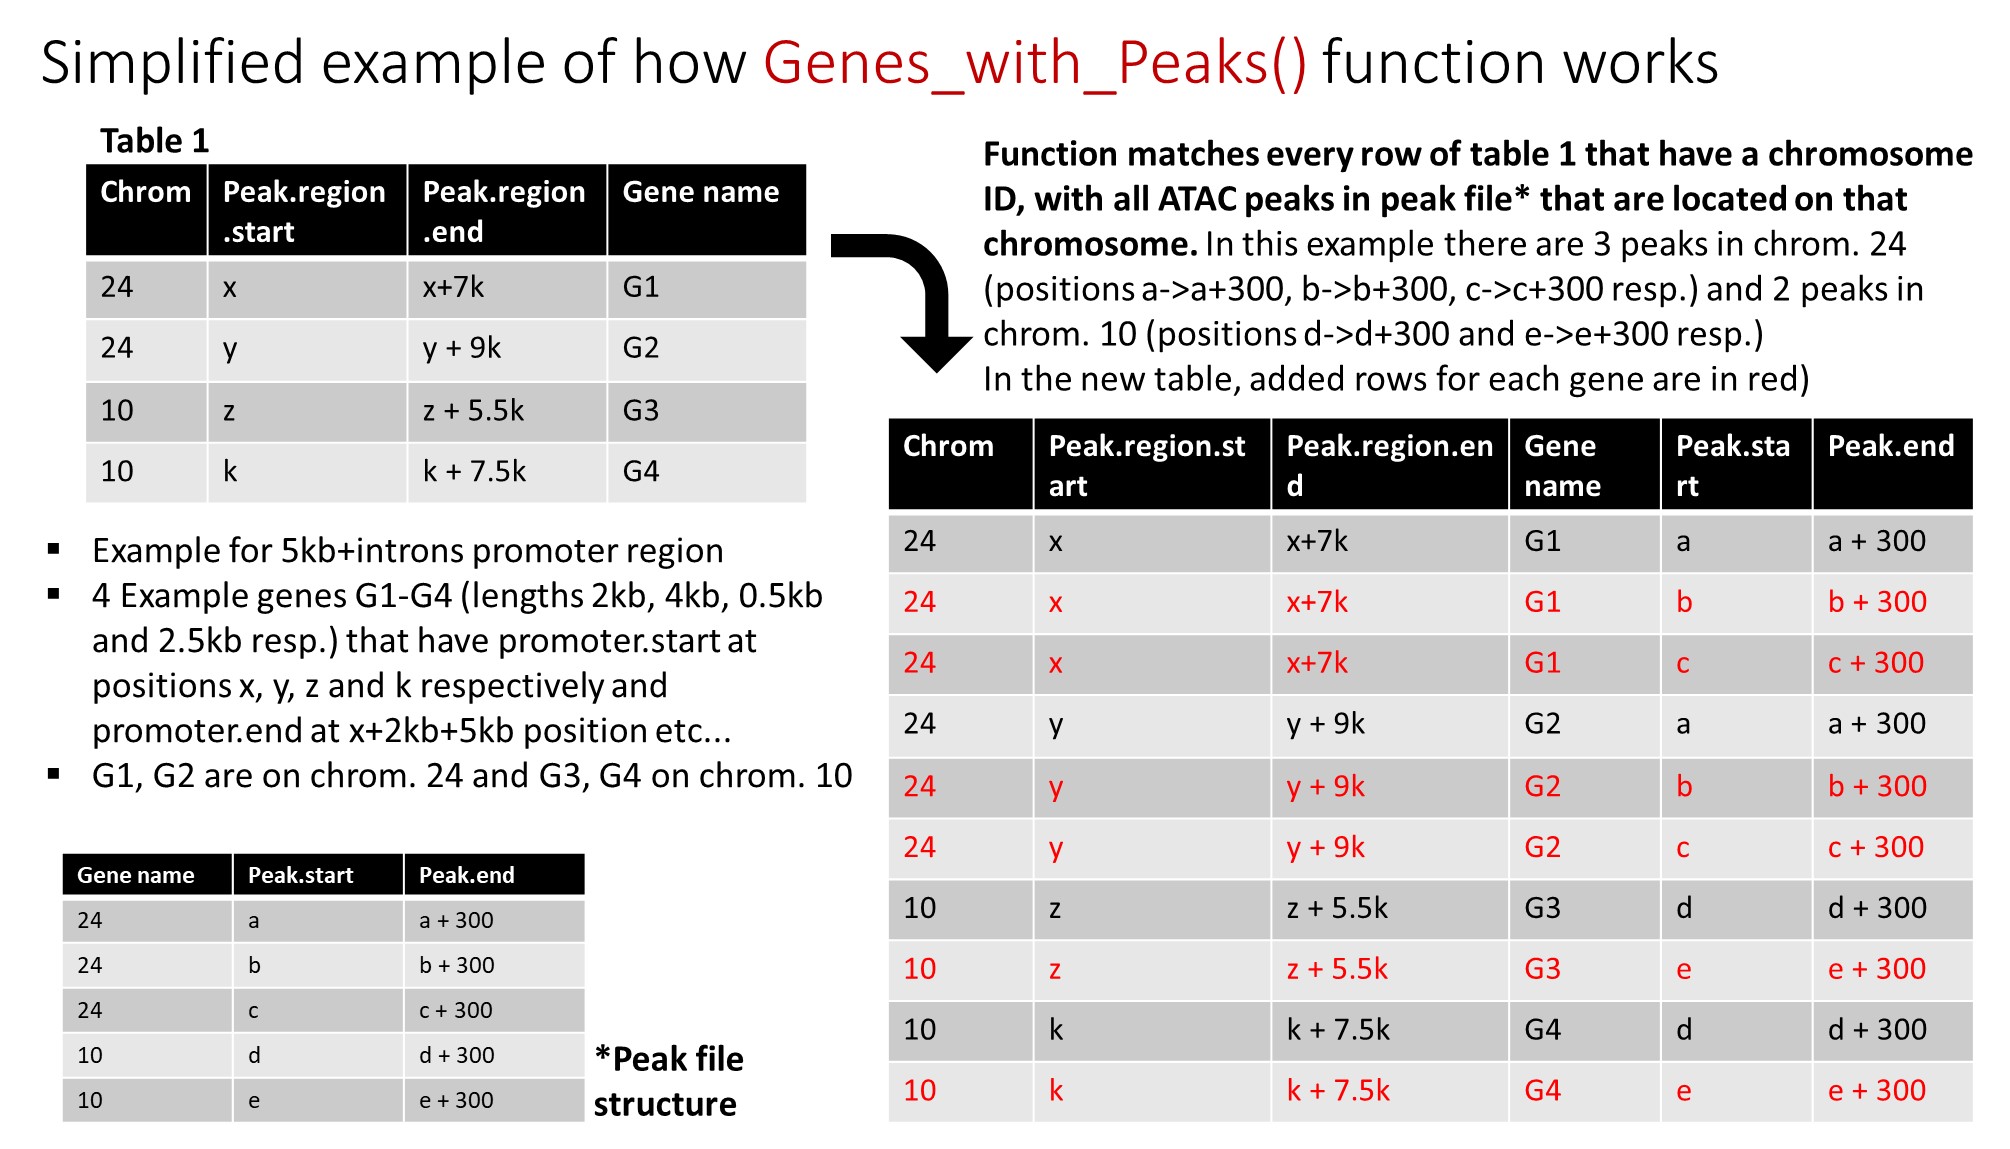 Simplified example of how Genes_with_Peaks() function works
Table 1
Chrom Peak.region.start Peak.region.end Gene name
24 x x+7k G1
24 y y + 9k G2
10 z z + 5.5k G3
10 k k + 7.5k G4
▪ Example for 5kb+introns promoter region
▪ 4 Example genes G1-G4 (lengths 2kb, 4kb, 0.5kb
and 2.5kb resp.) that have promoter.start at
positions x, y, z and k respectively and
promoter.end at x+2kb+5kb position etc...
▪ G1, G2 are on chrom. 24 and G3, G4 on chrom. 10
Gene name Peak.start Peak.end
24 a a + 300
24 b b + 300
24 c c + 300
10 d d + 300
10 e e + 300
*Peak file
structure
Function matches every row of table 1 that have a chromosome
ID, with all ATAC peaks in peak file* that are located on that
chromosome. In this example there are 3 peaks in chrom. 24
(positions a->a+300, b->b+300, c->c+300 resp.) and 2 peaks in
chrom. 10 (positions d->d+300 and e->e+300 resp.)
In the new table, added rows for each gene are in red)
Chrom Peak.region.start Peak.region.end Gene name Peak.start Peak.end
24 x x+7k G1 a a + 300
24 x x+7k G1 b b + 300
24 x x+7k G1 c c + 300
24 y y + 9k G2 a a + 300
24 y y + 9k G2 b b + 300
24 y y + 9k G2 c c + 300
10 z z + 5.5k G3 d d + 300
10 z z + 5.5k G3 e e + 300
10 k k + 7.5k G4 d d + 300
10 k k + 7.5k G4 e e + 300